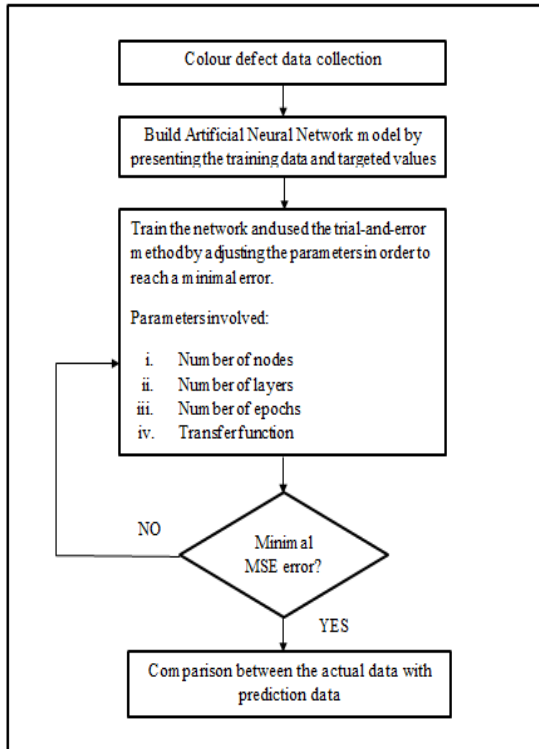 Colour defect data collection
Build Artificial Neural Network model by
presenting the training data and targeted values
Train the network and used the trial-and-error
method by adjusting the parameters in order to
reach a minimal error.
Parameters involved:
i. Number of nodes
ii. Number of layers
iii. Number of epochs
iv. Transfer function
NO
Minimal
MSE error?
YES
Comparison between the actual data with
prediction data